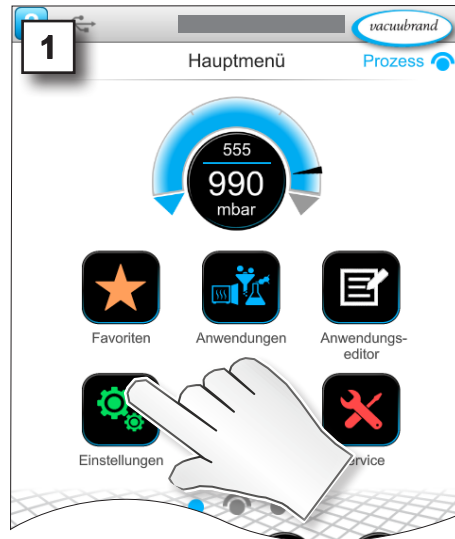 1
vacuubrand
Hauptmenü
Prozess
555
990
mbar
Favoriten
Anwendungen
Anwendungs-
editor
Einstellungen
ervice